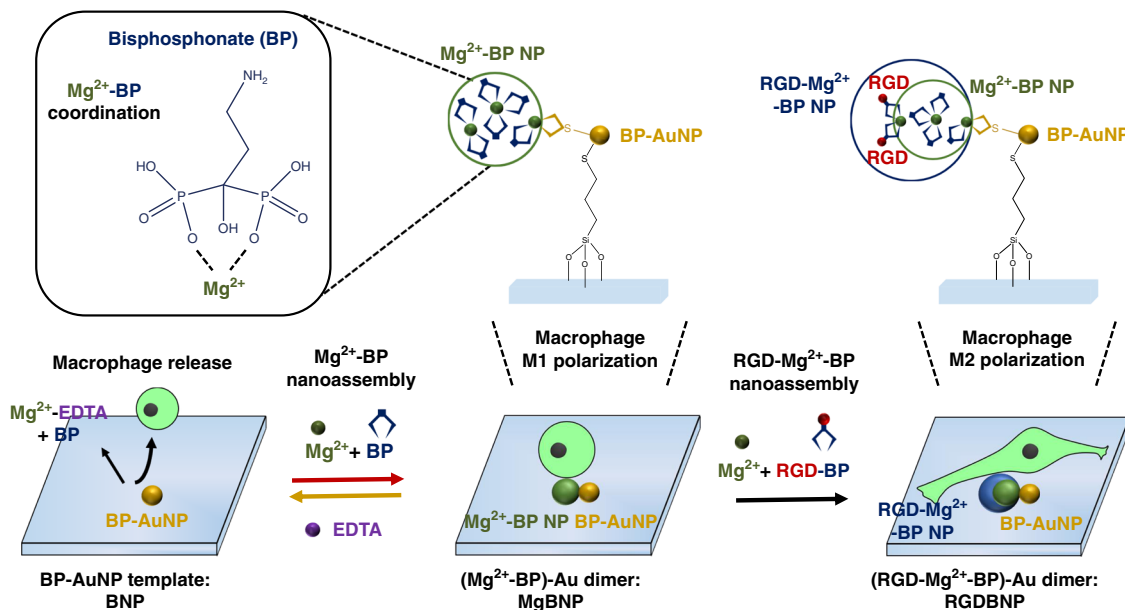 Bisphosphonate (BP)
Mg²⁺-BP
coordination
NH₂
HO
OH
HO
P
P
OH
O
O
OH
O
O
Mg²⁺
Mg²⁺-BP NP
S
BP-AuNP
S
Si
O
O
O
RGD-Mg²⁺
-BP NP
RGD
RGD
Mg²⁺-BP NP
S
BP-AuNP
S
Si
O
O
O
Macrophage
M1 polarization
Macrophage
M2 polarization
Macrophage release
Mg²⁺-EDTA
+ BP
BP-AuNP
BP-AuNP template:
BNP
Mg²⁺-BP
nanoassembly
Mg²⁺+ BP
EDTA
Mg²⁺-BP NP BP-AuNP
(Mg²⁺-BP)-Au dimer:
MgBNP
RGD-Mg²⁺-BP
nanoassembly
Mg²⁺+ RGD-BP
RGD-Mg²⁺
-BP NP
BP-AuNP
(RGD-Mg²⁺-BP)-Au dimer:
RGDBNP